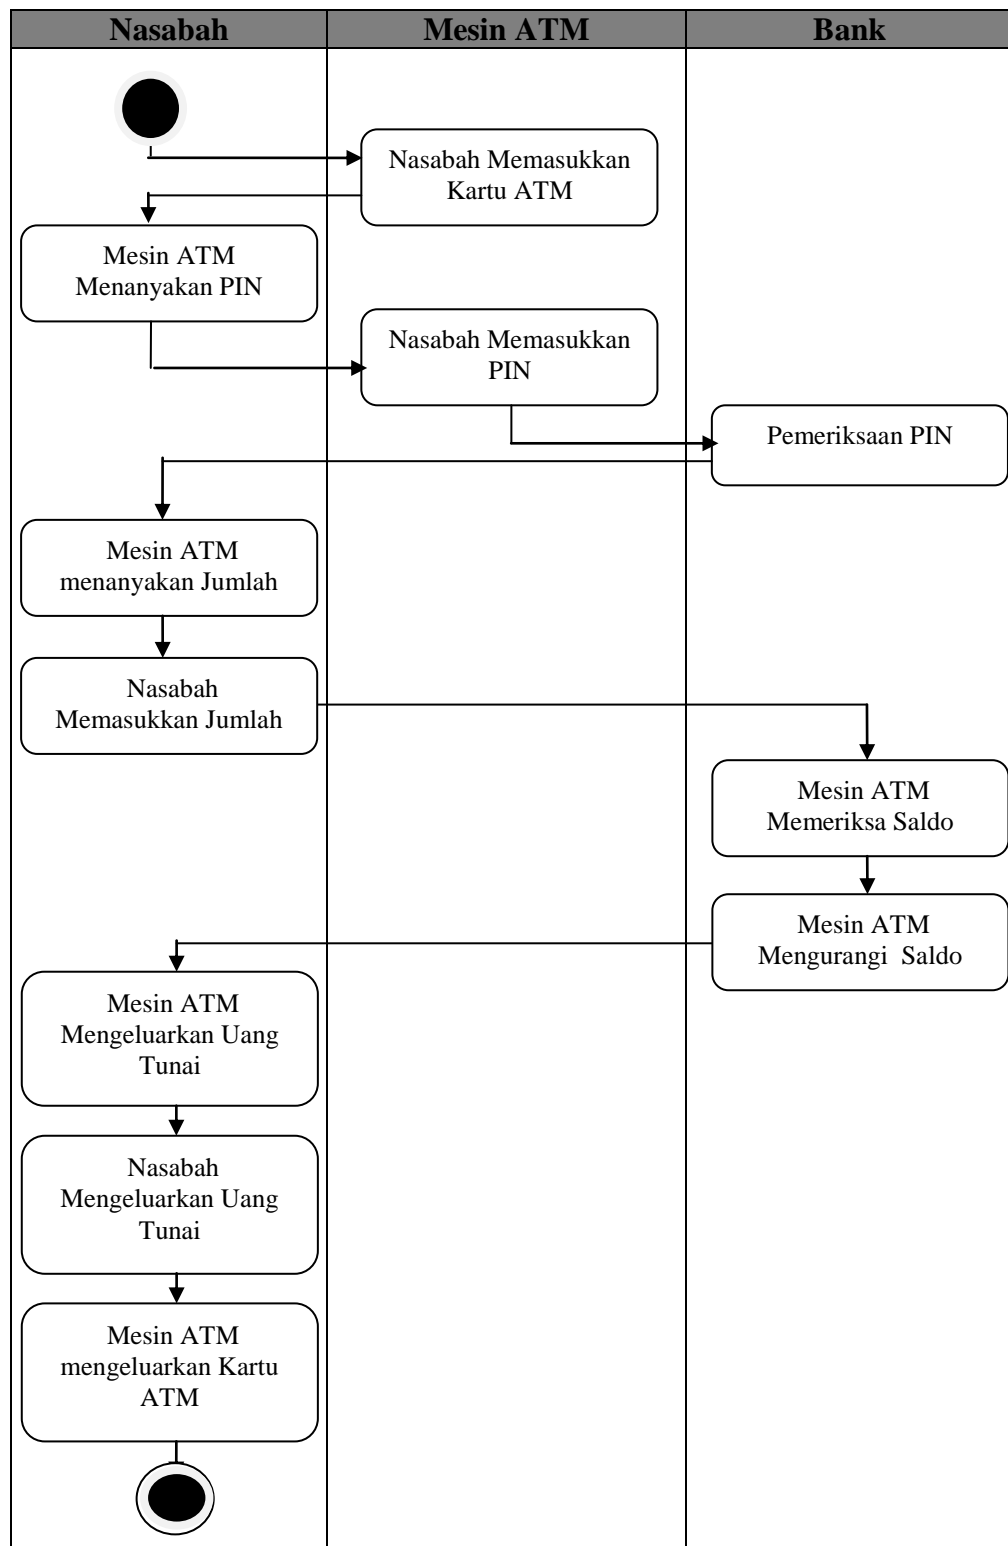 Nasabah
Mesin ATM
Bank
Nasabah Memasukkan
Kartu ATM
Mesin ATM
Menanyakan PIN
Nasabah Memasukkan
PIN
Pemeriksaan PIN
Mesin ATM
menanyakan Jumlah
Nasabah
Memasukkan Jumlah
Mesin ATM
Memeriksa Saldo
Mesin ATM
Mengurangi  Saldo
Mesin ATM
Mengeluarkan Uang
Tunai
Nasabah
Mengeluarkan Uang
Tunai
Mesin ATM
mengeluarkan Kartu
ATM